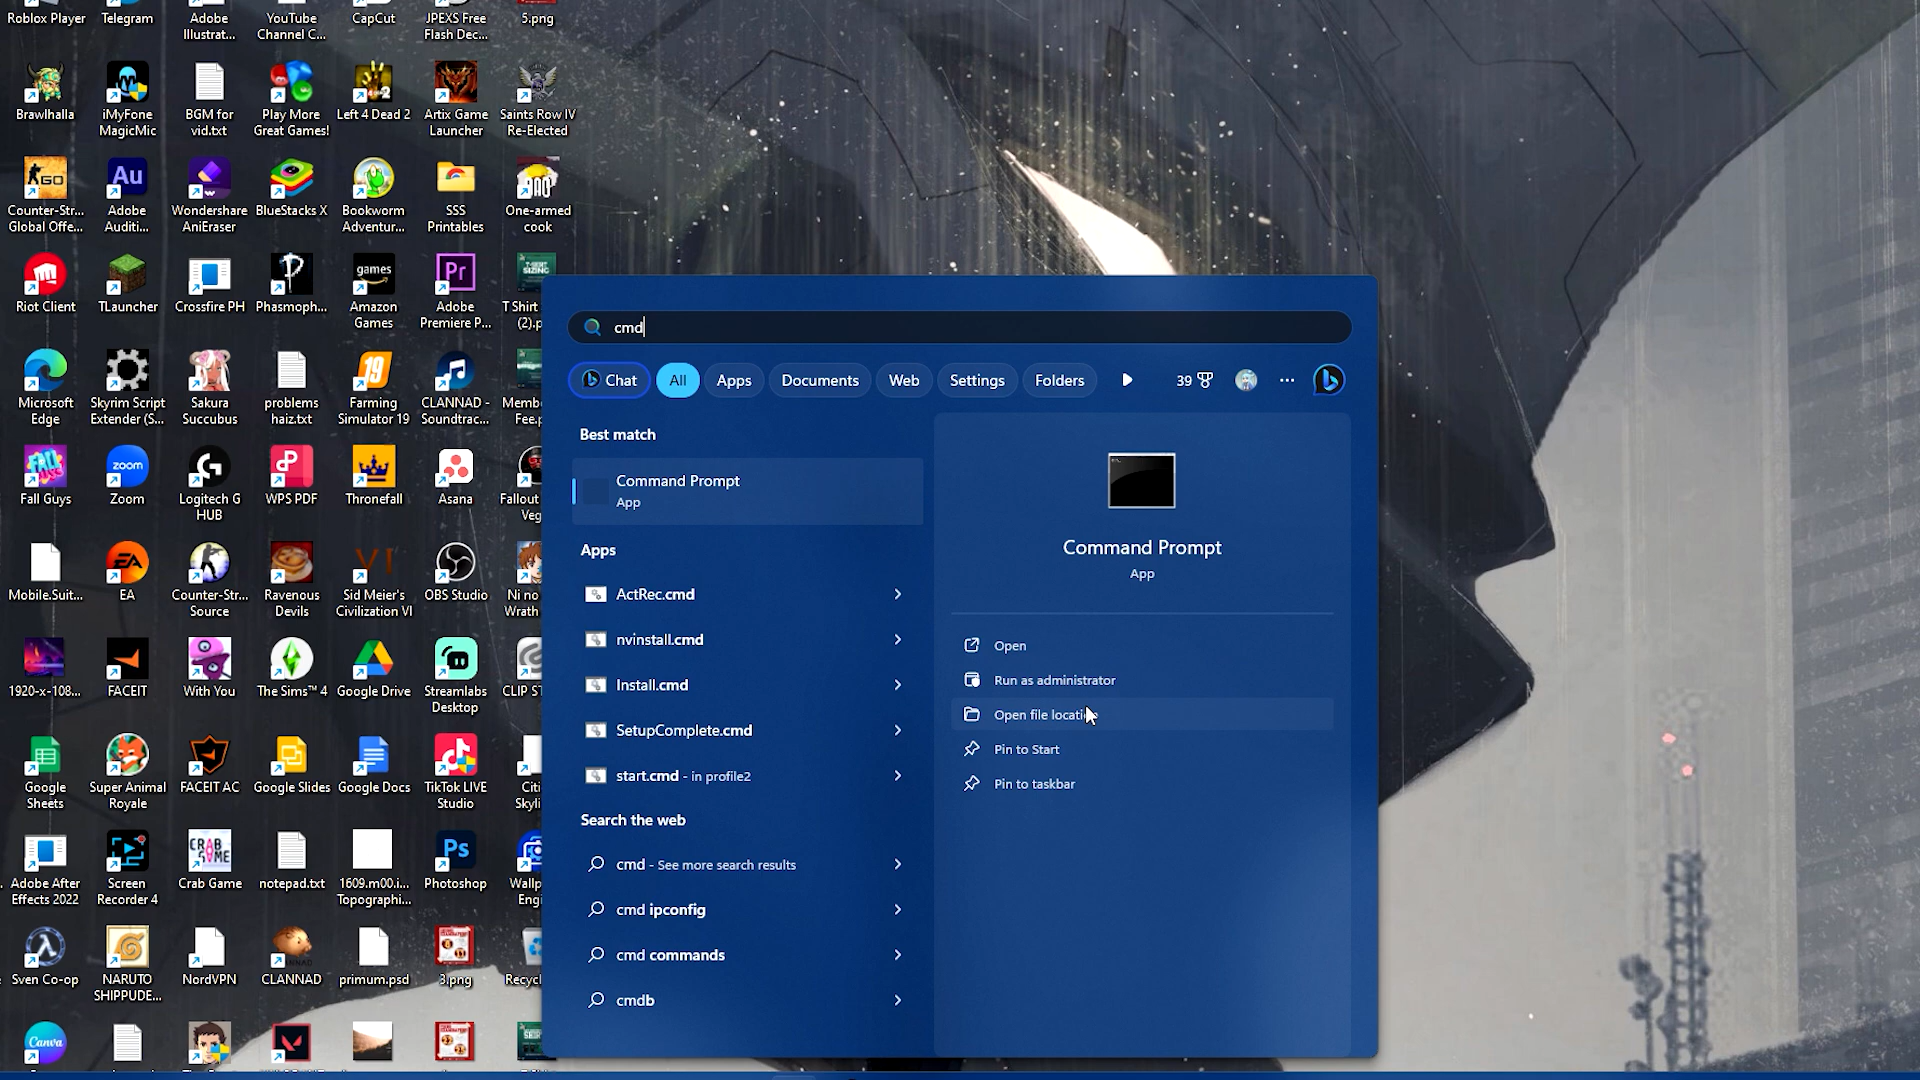 Roblox Player
Telegram
Adobe
Illustrat...
YouTube
Channel C...
CapCut
JPEXS Free
Flash Dec...
5.png
Brawlhalla
iMyFone
MagicMic
BGM for
vid.txt
Play More
Great Games!
Left 4 Dead 2
Artix Game
Launcher
Saints Row IV
Re-Elected
Counter-Str...
Global Offe...
Adobe
Auditi...
Wondershare
AniEraser
BlueStacks X
Bookworm
Adventur...
SSS
Printables
One-armed
cook
Riot Client
TLauncher
Crossfire PH
Phasmoph...
Amazon
Games
Adobe
Premiere P...
T Shirt
(2).p
Microsoft
Edge
Skyrim Script
Extender (S...
Sakura
Succubus
problems
haiz.txt
Farming
Simulator 19
CLANNAD -
Soundtrac...
Memb
Fee.p
Fall Guys
Zoom
Logitech G
HUB
WPS PDF
Thronefall
Asana
Fallout
Veg
Mobile.Suit...
EA
Counter-Str...
Source
Ravenous
Devils
Sid Meier's
Civilization VI
OBS Studio
Ni no
Wrath
1920-x-108...
FACEIT
With You
The Sims™ 4
Google Drive
Streamlabs
Desktop
CLIP ST
Google
Sheets
Super Animal
Royale
FACEIT AC
Google Slides
Google Docs
TikTok LIVE
Studio
Citi
Skyli
Adobe After
Effects 2022
Screen
Recorder 4
Crab Game
notepad.txt
1609.m00.i...
Topographi...
Photoshop
Wallp
Engi
Sven Co-op
NARUTO
SHIPPUDE...
NordVPN
CLANNAD
primum.psd
3.png
Recyc
cmd
Chat
All
Apps
Documents
Web
Settings
Folders
39
Best match
Command Prompt
App
Apps
ActRec.cmd
nvinstall.cmd
Install.cmd
SetupComplete.cmd
start.cmd - in profile2
Search the web
cmd - See more search results
cmd ipconfig
cmd commands
cmdb
Command Prompt
App
Open
Run as administrator
Open file locati
Pin to Start
Pin to taskbar